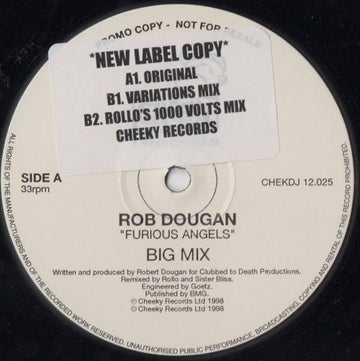 PROMO COPY - NOT FOR RESALE
*NEW LABEL COPY*
A1. ORIGINAL
B1. VARIATIONS MIX
B2. ROLLO'S 1000 VOLTS MIX
CHEEKY RECORDS
SIDE A
33rpm
CHEKDJ 12.025
ROB DOUGAN
"FURIOUS ANGELS"
BIG MIX
Written and produced by Robert Dougan for Clubbed to Death Productions.
Remixed by Rollo and Sister Bliss.
Engineered by Goetz.
Published by BMG.
℗ Cheeky Records Ltd 1998
© Cheeky Records Ltd 1998
ALL RIGHTS OF THE MANUFACTURERS AND OF THE OWNER OF THE RECORDED WORK RESERVED. UNAUTHORISED PUBLIC PERFORMANCE, BROADCASTING, COPYING AND RENTAL OF THIS RECORD PROHIBITED.